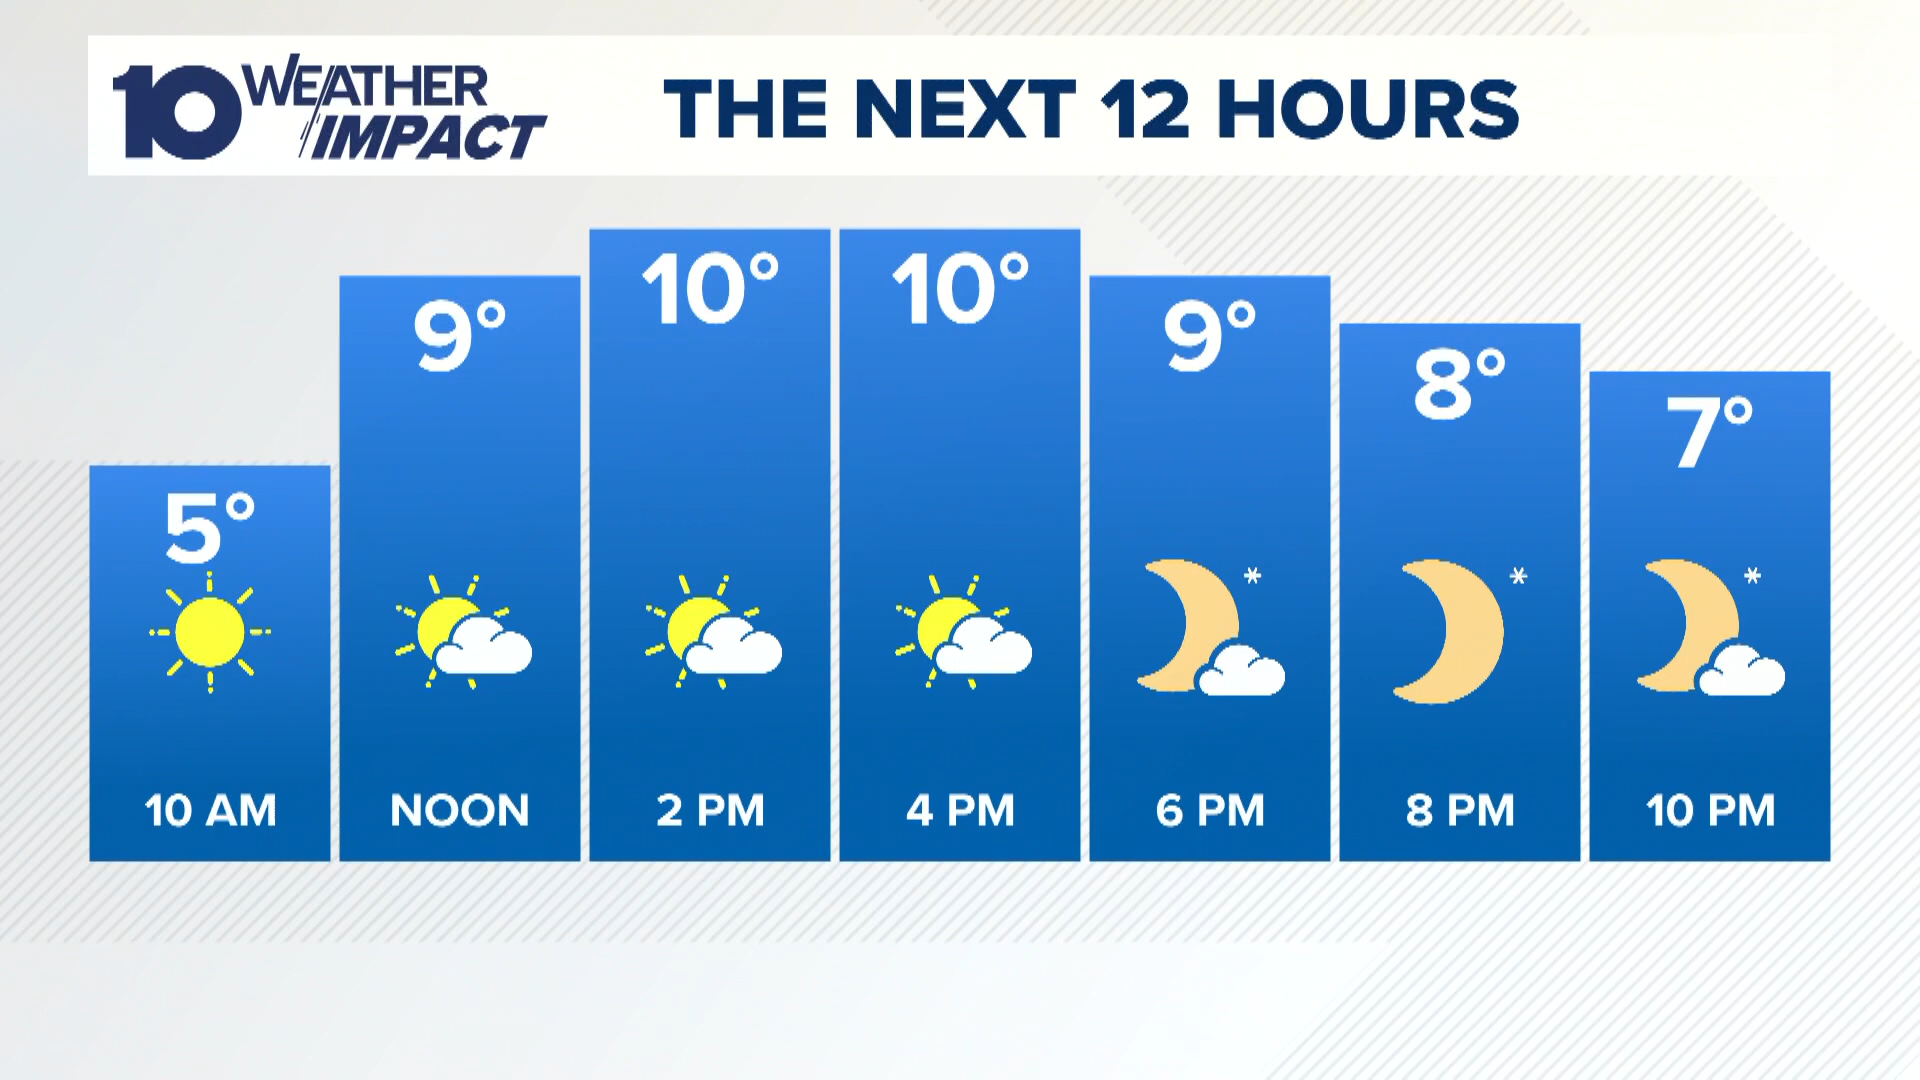 10 WEATHER IMPACT
THE NEXT 12 HOURS
5° 9° 10° 10° 9° 8° 7°
10 AM NOON 2 PM 4 PM 6 PM 8 PM 10 PM